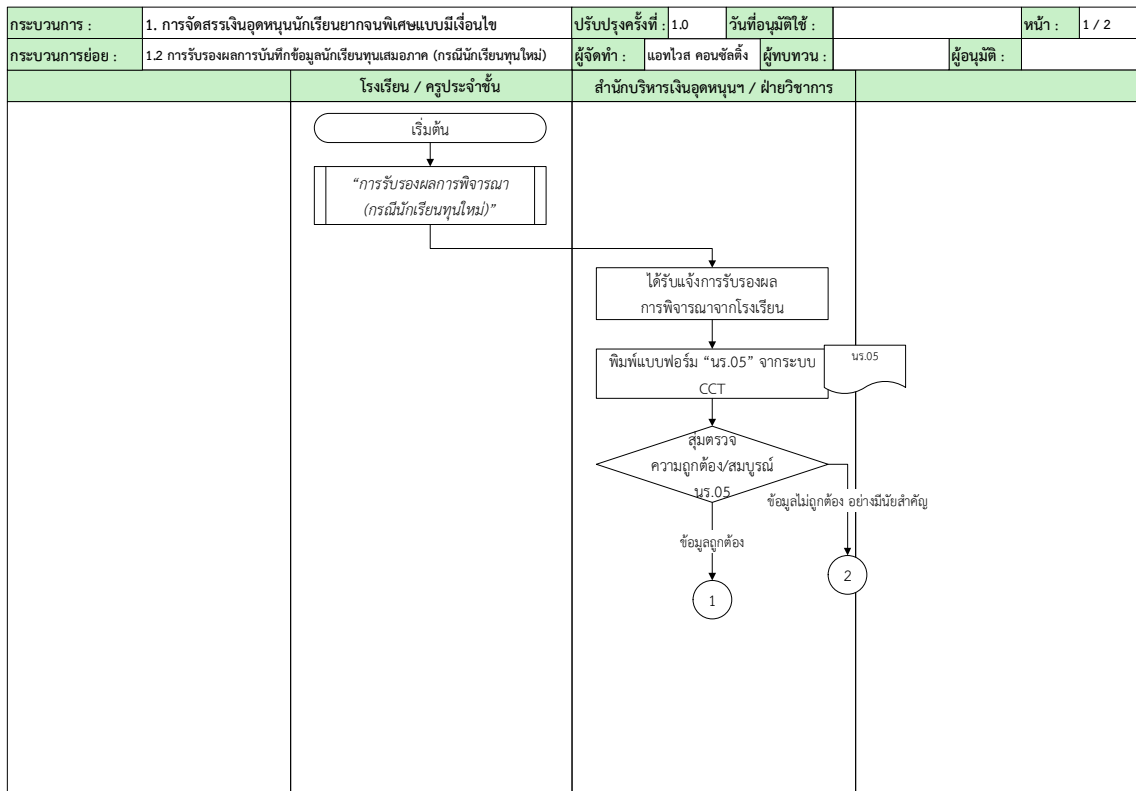 กระบวนการ : 1. การจัดสรรเงินอุดหนุนนักเรียนยากจนพิเศษแบบมีเงื่อนไข ปรับปรุงครั้งที่ : 1.0 วันที่อนุมัติใช้ : หน้า : 1 / 2
กระบวนการย่อย : 1.2 การรับรองผลการบันทึกข้อมูลนักเรียนทุนเสมอภาค (กรณีนักเรียนทุนใหม่) ผู้จัดทำ : แอทไวส คอนซัลติ้ง ผู้ทบทวน : ผู้อนุมัติ :
โรงเรียน / ครูประจำชั้น สำนักบริหารเงินอุดหนุนฯ / ฝ่ายวิชาการ
เริ่มต้น
“การรับรองผลการพิจารณา
(กรณีนักเรียนทุนใหม่)”
ได้รับแจ้งการรับรองผล
การพิจารณาจากโรงเรียน
พิมพ์แบบฟอร์ม “นร.05” จากระบบ
CCT
นร.05
สุ่มตรวจ
ความถูกต้อง/สมบูรณ์
นร.05
ข้อมูลไม่ถูกต้อง อย่างมีนัยสำคัญ
ข้อมูลถูกต้อง
2
1